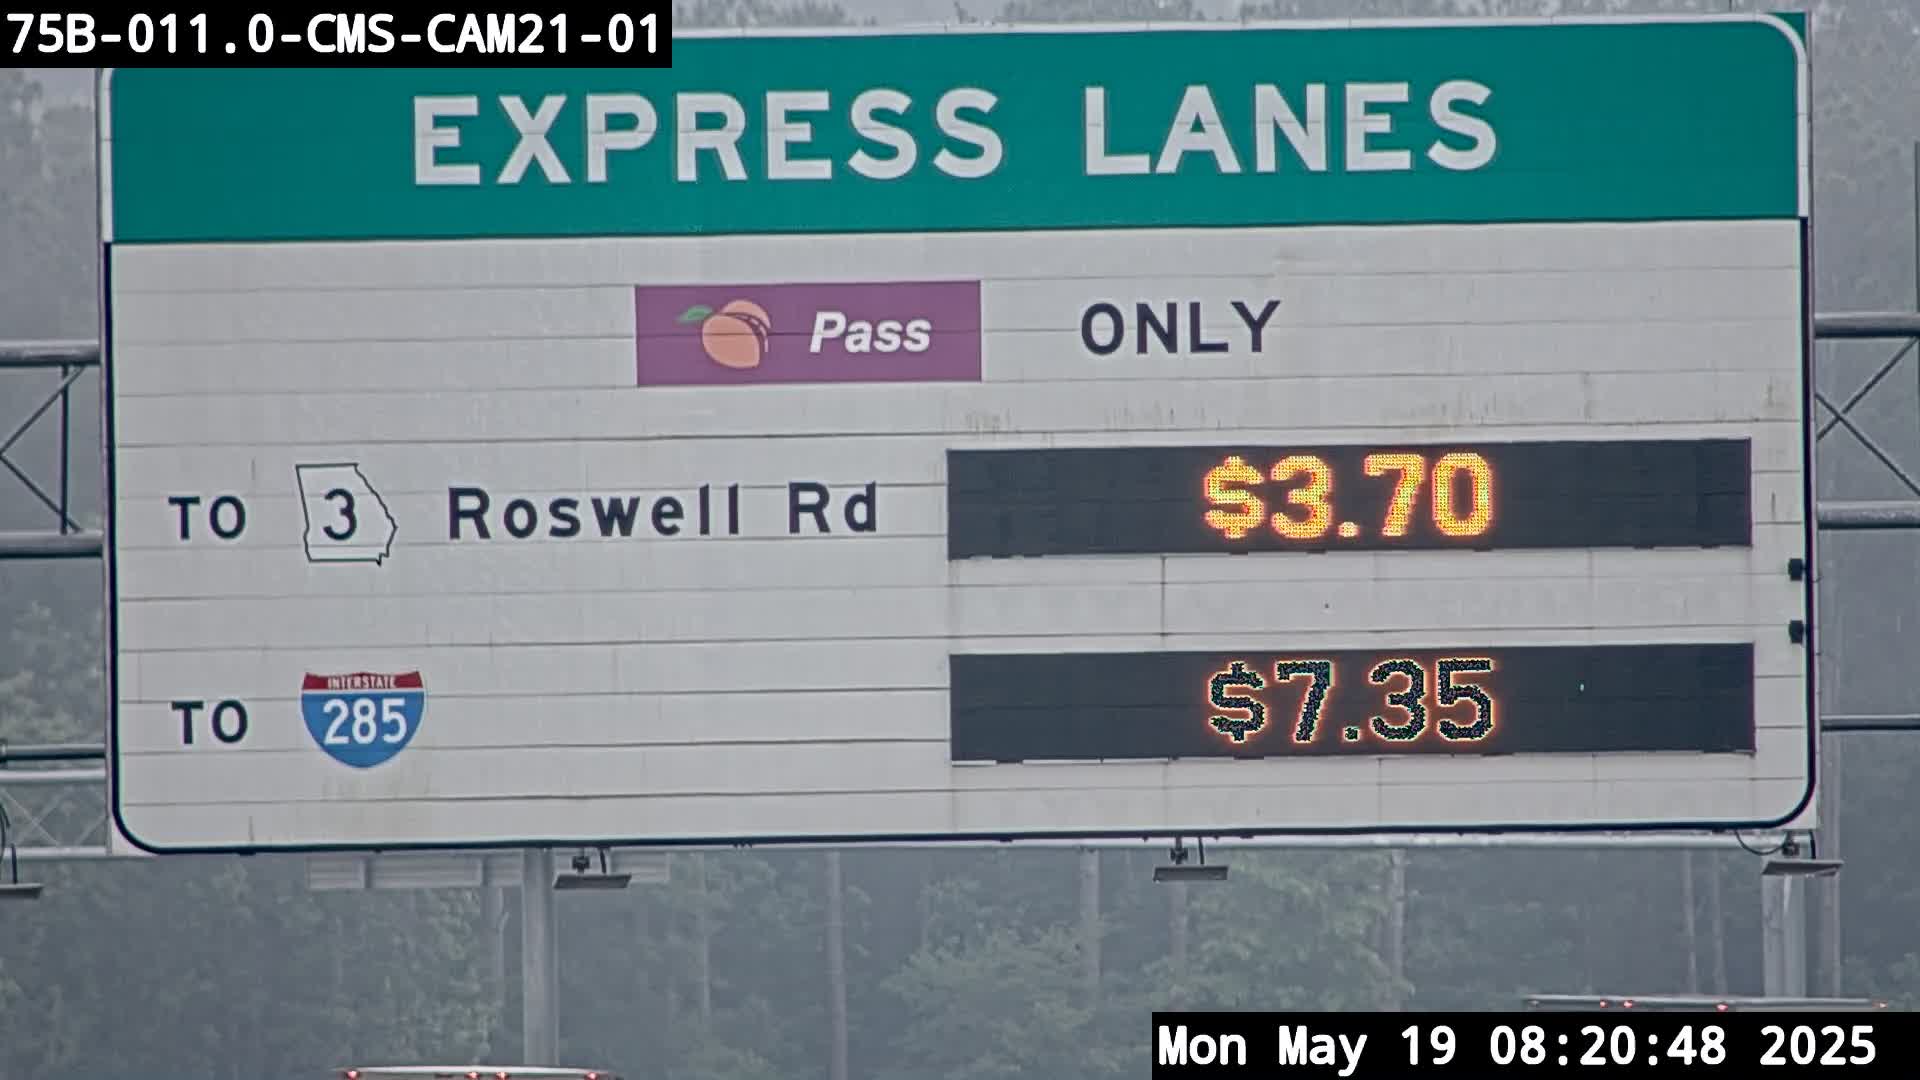 75B-011.0-CMS-CAM21-01
EXPRESS LANES
Pass ONLY
TO 3 Roswell Rd $3.70
TO INTERSTATE 285 $7.35
Mon May 19 08:20:48 2025